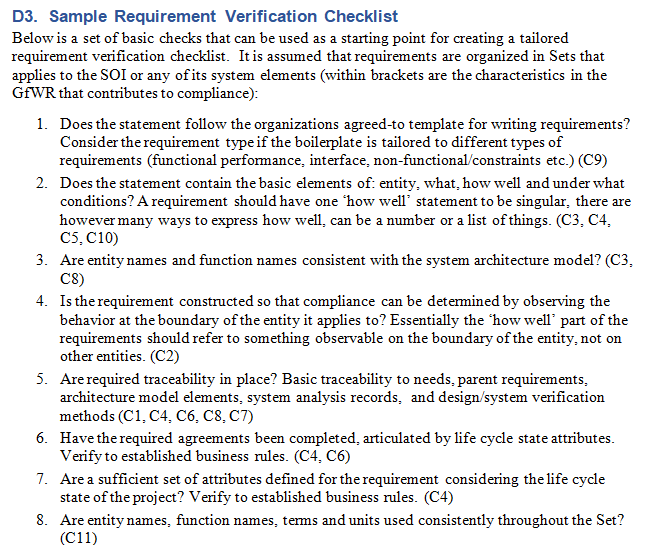 D3. Sample Requirement Verification Checklist
Below is a set of basic checks that can be used as a starting point for creating a tailored
requirement verification checklist. It is assumed that requirements are organized in Sets that
applies to the SOI or any of its system elements (within brackets are the characteristics in the
GfWR that contributes to compliance):
1. Does the statement follow the organizations agreed-to template for writing requirements?
Consider the requirement type if the boilerplate is tailored to different types of
requirements (functional performance, interface, non-functional/constraints etc.) (C9)
2. Does the statement contain the basic elements of: entity, what, how well and under what
conditions? A requirement should have one ‘how well’ statement to be singular, there are
however many ways to express how well, can be a number or a list of things. (C3, C4,
C5, C10)
3. Are entity names and function names consistent with the system architecture model? (C3,
C8)
4. Is the requirement constructed so that compliance can be determined by observing the
behavior at the boundary of the entity it applies to? Essentially the ‘how well’ part of the
requirements should refer to something observable on the boundary of the entity, not on
other entities. (C2)
5. Are required traceability in place? Basic traceability to needs, parent requirements,
architecture model elements, system analysis records, and design/system verification
methods (C1, C4, C6, C8, C7)
6. Have the required agreements been completed, articulated by life cycle state attributes.
Verify to established business rules. (C4, C6)
7. Are a sufficient set of attributes defined for the requirement considering the life cycle
state of the project? Verify to established business rules. (C4)
8. Are entity names, function names, terms and units used consistently throughout the Set?
(C11)